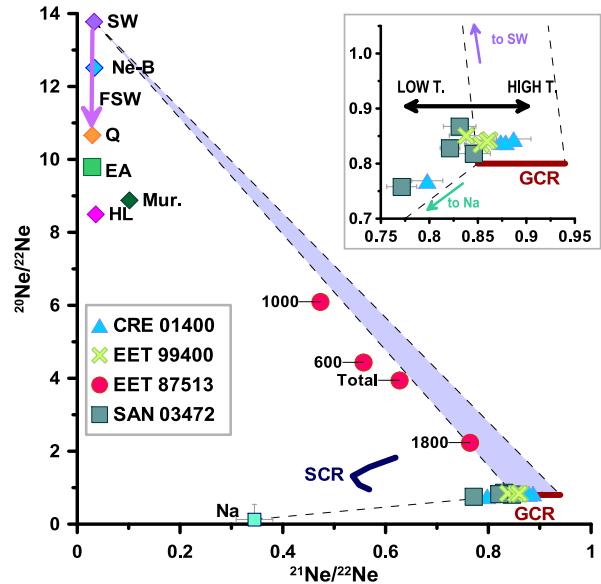 14
12
10
8
6
4
2
0
0
0.2
0.4
0.6
0.8
1
²⁰Ne/²²Ne
²¹Ne/²²Ne
SW
Ne-B
FSW
Q
EA
Mur.
HL
1000
600
Total
1800
SCR
Na
GCR
CRE 01400
EET 99400
EET 87513
SAN 03472
1.0
0.9
0.8
0.7
0.75
0.8
0.85
0.9
0.95
to SW
LOW T. HIGH T.
GCR
to Na